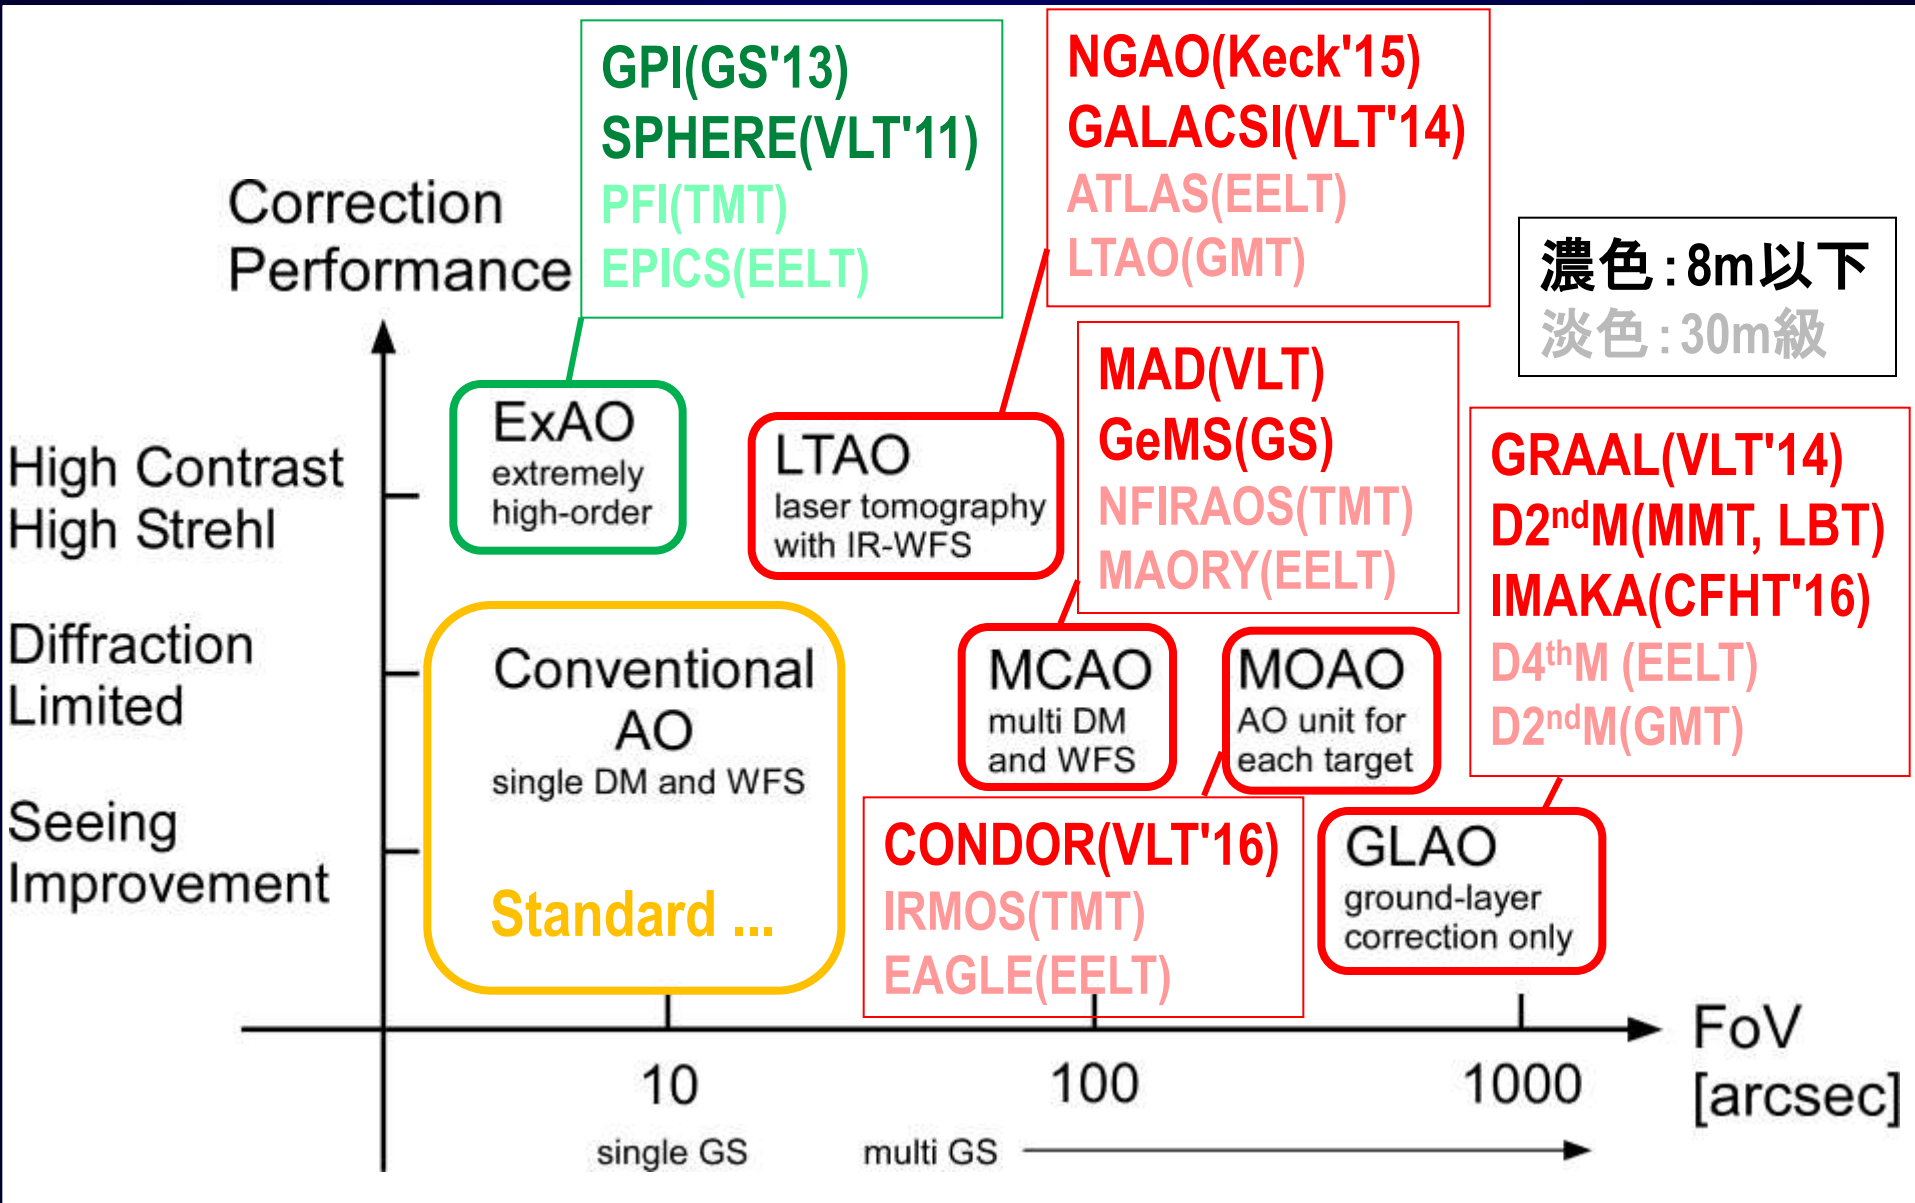 GPI(GS'13)
SPHERE(VLT'11)
PFI(TMT)
EPICS(EELT)
NGAO(Keck'15)
GALACSI(VLT'14)
ATLAS(EELT)
LTAO(GMT)
Correction
Performance
濃色：8m以下
淡色：30m級
MAD(VLT)
GeMS(GS)
NFIRAOS(TMT)
MAORY(EELT)
ExAO
extremely
high-order
LTAO
laser tomography
with IR-WFS
GRAAL(VLT'14)
D2ndM(MMT, LBT)
IMAKA(CFHT'16)
D4thM (EELT)
D2ndM(GMT)
High Contrast
High Strehl
Diffraction
Limited
Seeing
Improvement
Conventional
AO
single DM and WFS
Standard ...
MCAO
multi DM
and WFS
MOAO
AO unit for
each target
CONDOR(VLT'16)
IRMOS(TMT)
EAGLE(EELT)
GLAO
ground-layer
correction only
FoV
[arcsec]
10
100
1000
single GS
multi GS